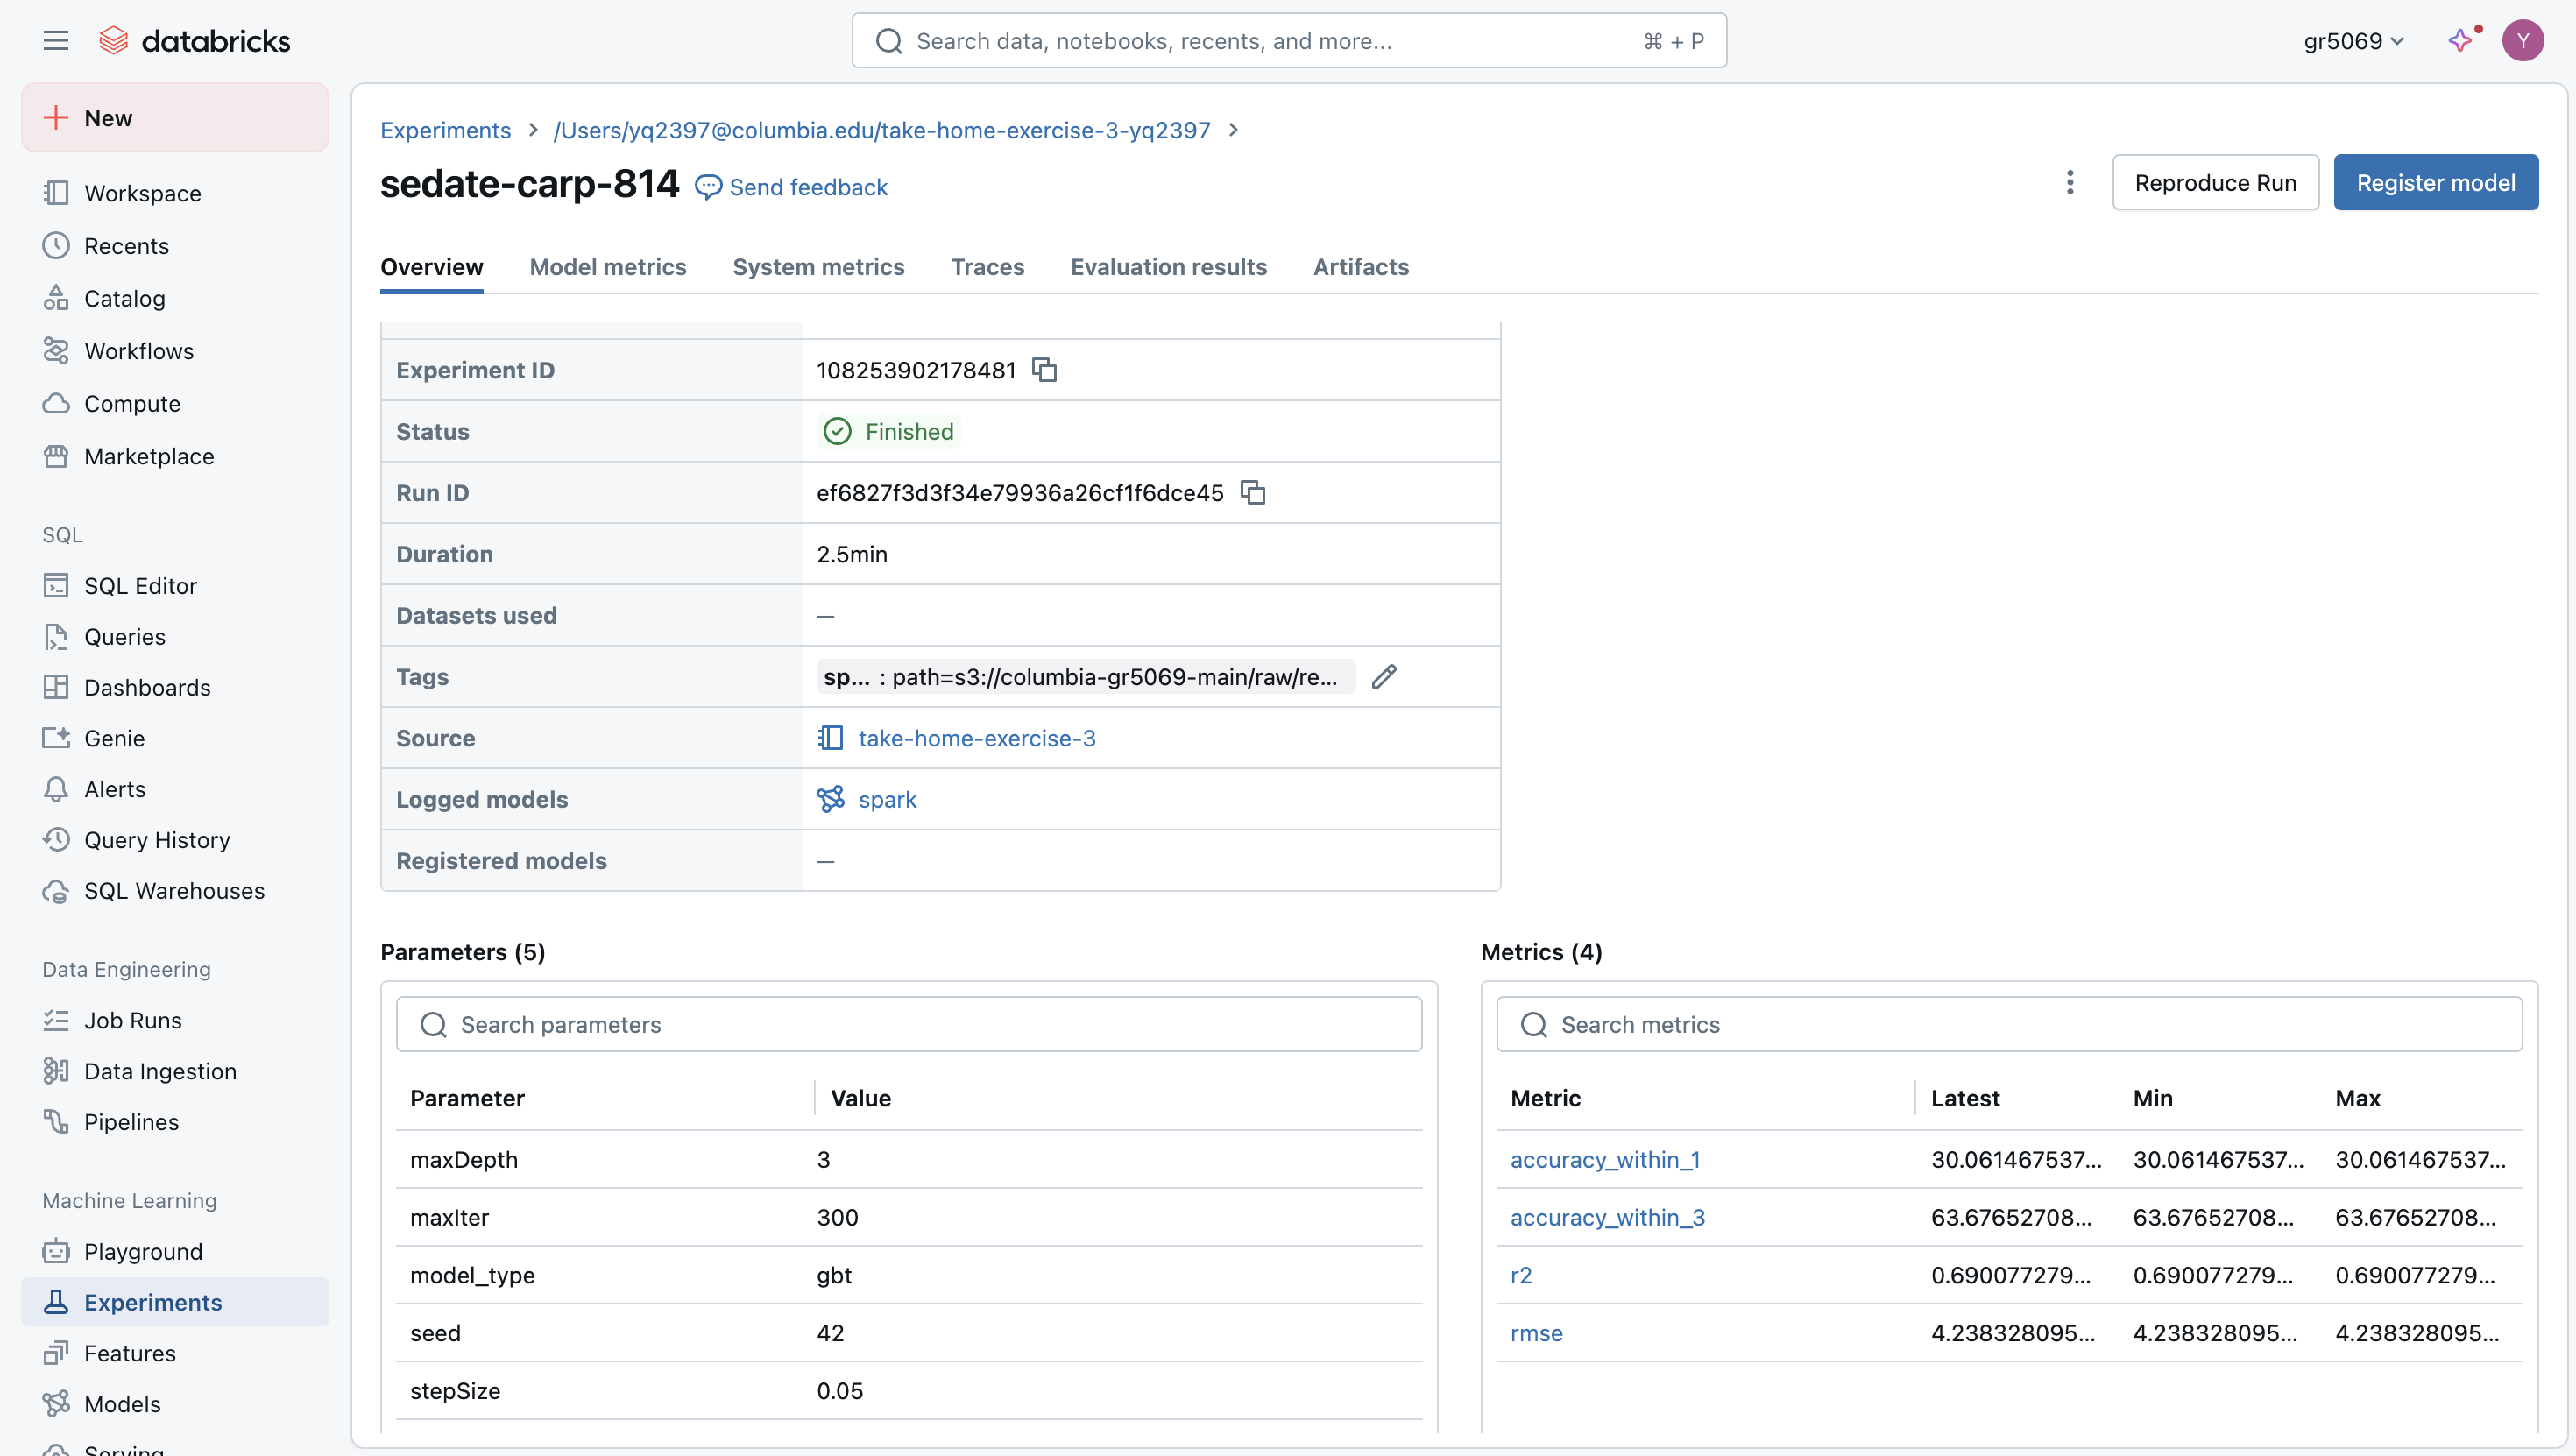 databricks
Search data, notebooks, recents, and more...
⌘ + P
gr5069
Y
New
Workspace
Recents
Catalog
Workflows
Compute
Marketplace
SQL
SQL Editor
Queries
Dashboards
Genie
Alerts
Query History
SQL Warehouses
Data Engineering
Job Runs
Data Ingestion
Pipelines
Machine Learning
Playground
Experiments
Features
Models
Serving
Experiments > /Users/yq2397@columbia.edu/take-home-exercise-3-yq2397 >
sedate-carp-814 Send feedback
Reproduce Run
Register model
Overview Model metrics System metrics Traces Evaluation results Artifacts
Experiment ID 108253902178481
Status Finished
Run ID ef6827f3d3f34e79936a26cf1f6dce45
Duration 2.5min
Datasets used —
Tags sp... : path=s3://columbia-gr5069-main/raw/re...
Source take-home-exercise-3
Logged models spark
Registered models —
Parameters (5)
Search parameters
Parameter Value
maxDepth 3
maxIter 300
model_type gbt
seed 42
stepSize 0.05
Metrics (4)
Search metrics
Metric Latest Min Max
accuracy_within_1 30.061467537... 30.061467537... 30.061467537...
accuracy_within_3 63.67652708... 63.67652708... 63.67652708...
r2 0.690077279... 0.690077279... 0.690077279...
rmse 4.238328095... 4.238328095... 4.238328095...